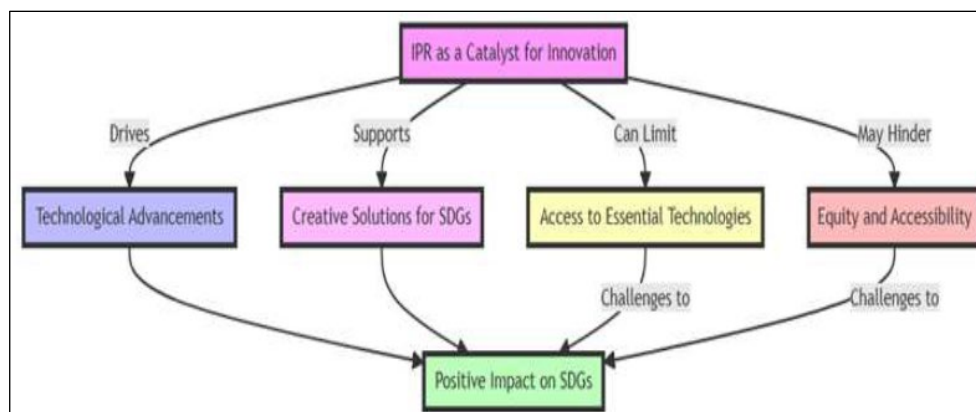 IPR as a Catalyst for Innovation
Drives
Supports
Can Limit
May Hinder
Technological Advancements
Creative Solutions for SDGs
Access to Essential Technologies
Equity and Accessibility
Challenges to
Challenges to
Positive Impact on SDGs